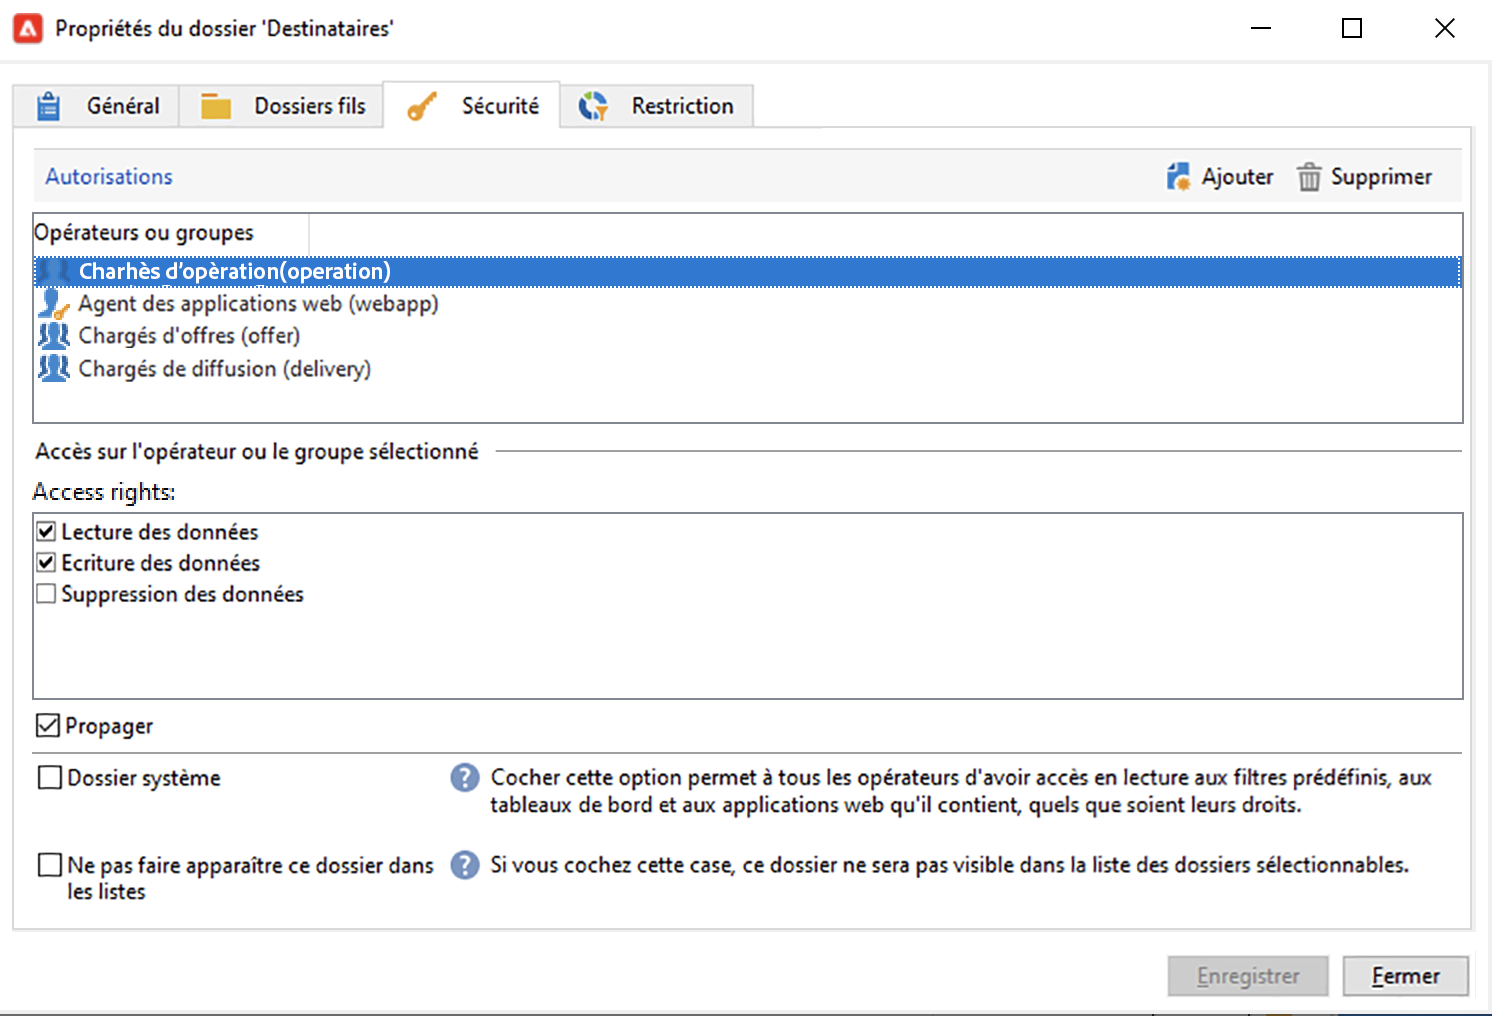 Propriétés du dossier 'Destinataires'
Général
Dossiers fils
Sécurité
Restriction
Autorisations
Ajouter
Supprimer
Opérateurs ou groupes
Charhès d'opèration(operation)
Agent des applications web (webapp)
Chargés d'offres (offer)
Chargés de diffusion (delivery)
Accès sur l'opérateur ou le groupe sélectionné
Access rights:
Lecture des données
Ecriture des données
Suppression des données
Propager
Dossier système
Cocher cette option permet à tous les opérateurs d'avoir accès en lecture aux filtres prédéfinis, aux
tableaux de bord et aux applications web qu'il contient, quels que soient leurs droits.
Ne pas faire apparaître ce dossier dans
les listes
Si vous cochez cette case, ce dossier ne sera pas visible dans la liste des dossiers sélectionnables.
Enregistrer
Fermer